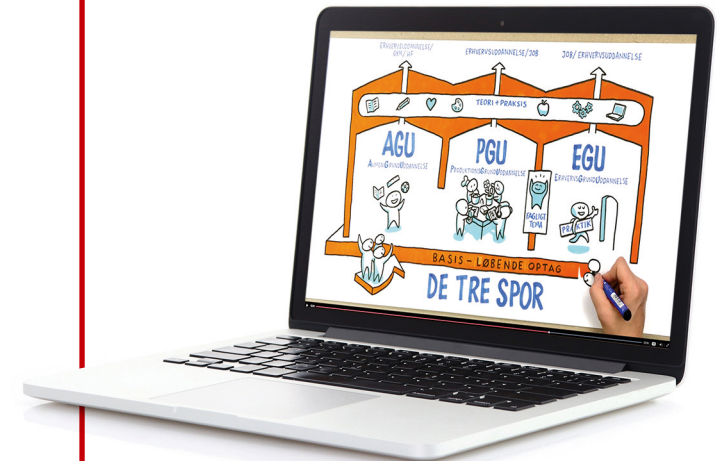 ERHVERVSUDDANNELSE/
GYM/HF
ERHVERVSUDDANNELSE/JOB
JOB/ERHVERVSUDDANNELSE
TEORI+PRAKSIS
AGU
ALMENGRUNDUDDANNELSE
PGU
PRODUKTIONSGRUNDUDDANNELSE
EGU
ERHVERVSGRUNDUDDANNELSE
FAGLIGT
TEMA
PRAKTIK
BASIS - LØBENDE OPTAG
DE TRE SPOR